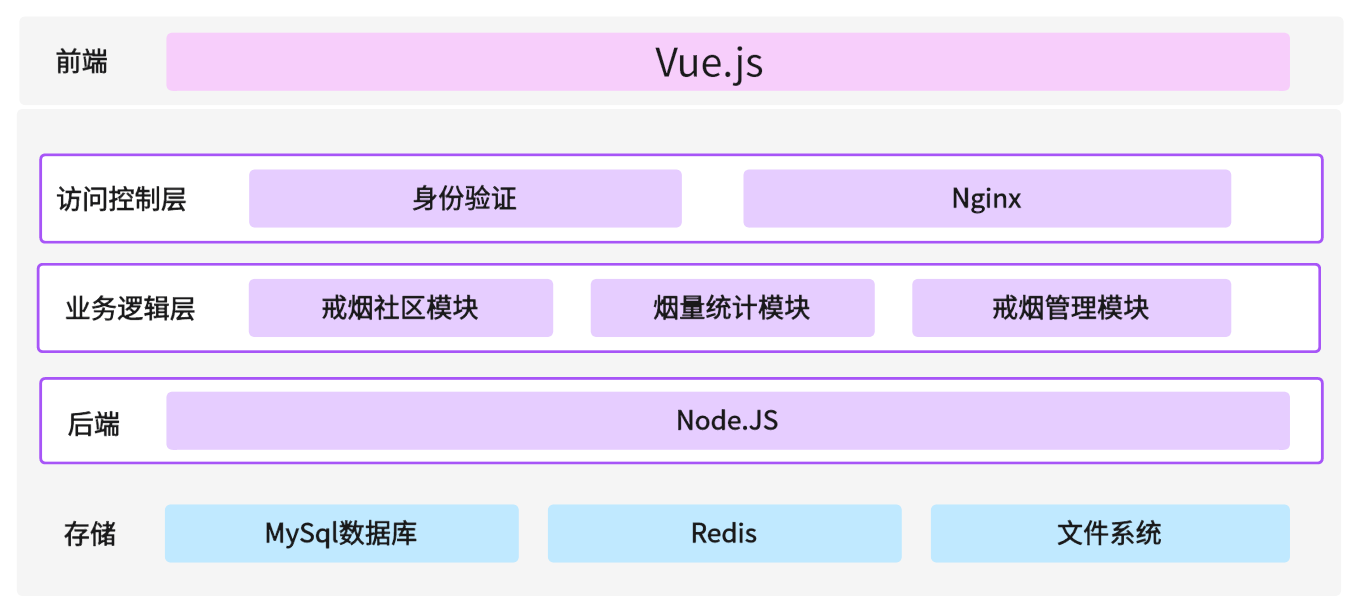 前端
Vue.js
访问控制层
身份验证
Nginx
业务逻辑层
戒烟社区模块
烟量统计模块
戒烟管理模块
后端
Node.JS
存储
MySql数据库
Redis
文件系统